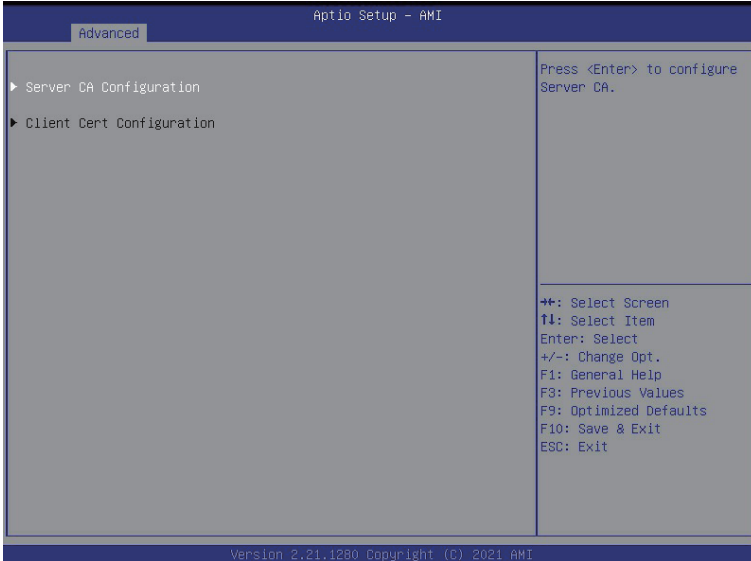 Aptio Setup – AMI
Advanced
▶ Server CA Configuration
▶ Client Cert Configuration
Press <Enter> to configure
Server CA.
→←: Select Screen
↑↓: Select Item
Enter: Select
+/-: Change Opt.
F1: General Help
F3: Previous Values
F9: Optimized Defaults
F10: Save & Exit
ESC: Exit
Version 2.21.1280 Copyright (C) 2021 AMI